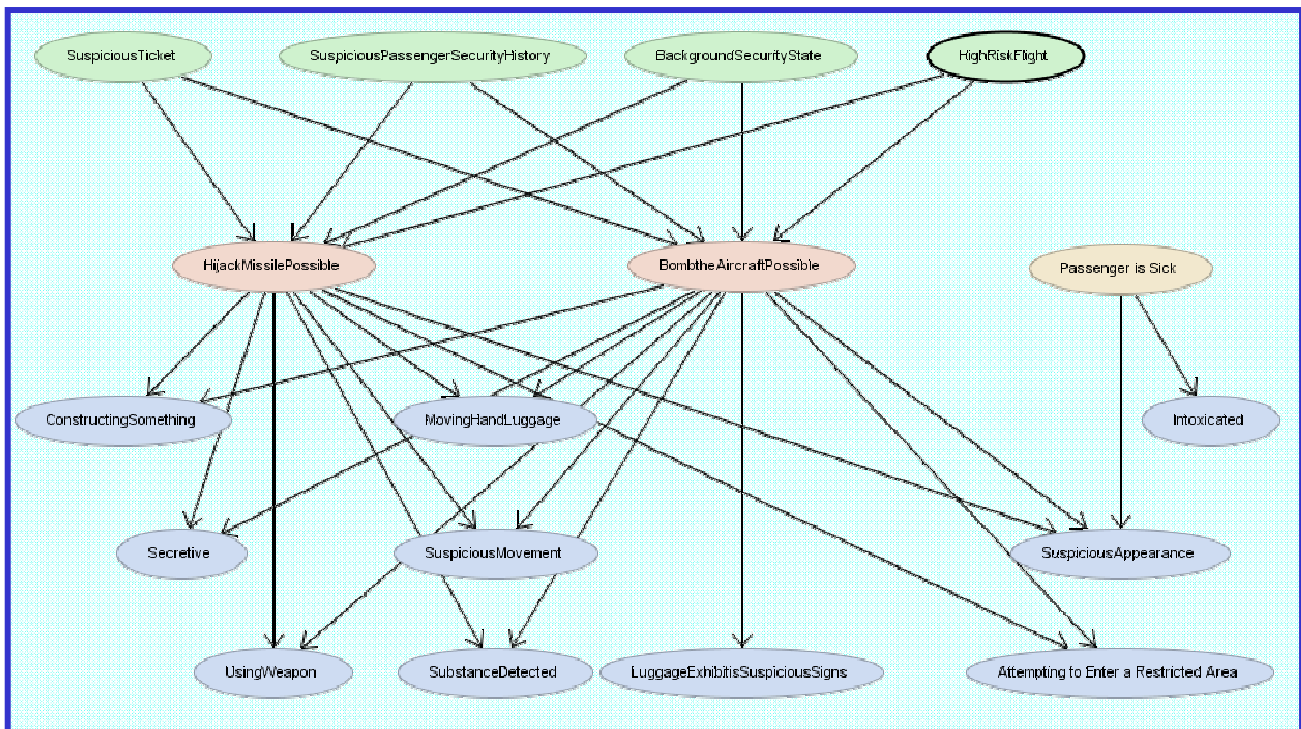 SuspiciousTicket
SuspiciousPassengerSecurityHistory
BackgroundSecurityState
HighRiskFlight
HijackMissilePossible
BombtheAircraftPossible
Passenger is Sick
ConstructingSomething
MovingHandLuggage
Intoxicated
Secretive
SuspiciousMovement
SuspiciousAppearance
UsingWeapon
SubstanceDetected
LuggageExhibitisSuspiciousSigns
Attempting to Enter a Restricted Area